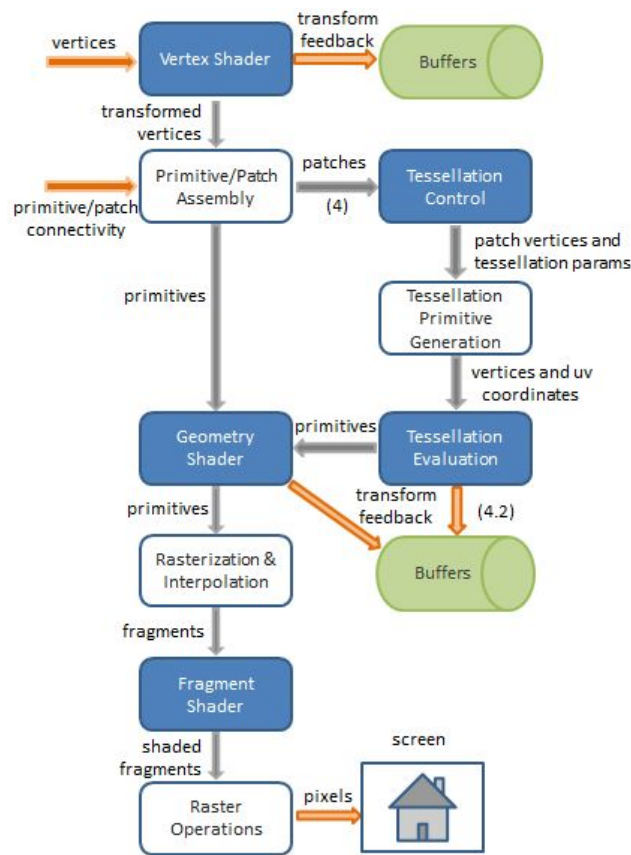 transform
feedback
vertices
Vertex Shader
Buffers
transformed
vertices
Primitive/Patch
Assembly
patches
(4)
Tessellation
Control
primitive/patch
connectivity
patch vertices and
tessellation params
primitives
Tessellation
Primitive
Generation
vertices and uv
coordinates
Geometry
Shader
primitives
Tessellation
Evaluation
primitives
transform
feedback
(4.2)
Rasterization &
Interpolation
Buffers
fragments
Fragment
Shader
shaded
fragments
screen
Raster
Operations
pixels